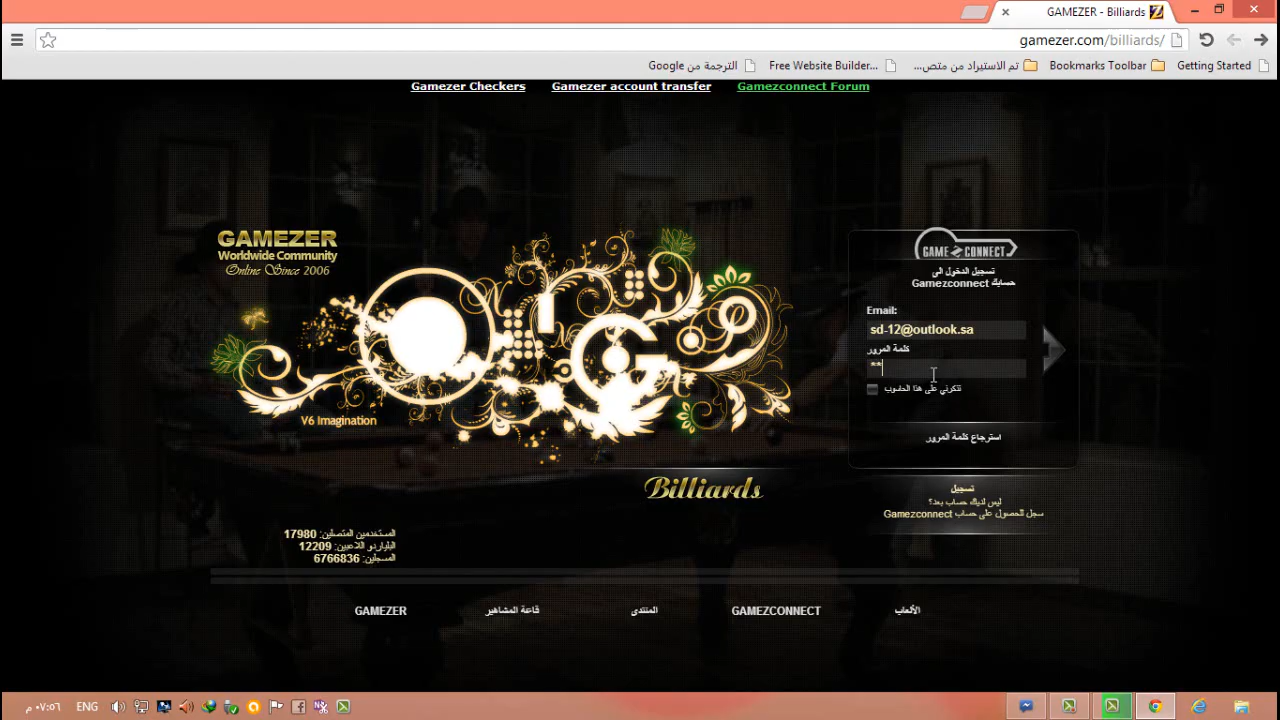 GAMEZER - Billiards
gamezer.com/billiards/
Getting Started
Bookmarks Toolbar
تم الاستيراد من متص...
Free Website Builder...
الترجمة من Google
Gamezer Checkers
Gamezer account transfer
Gamezconnect Forum
GAMEZER
Worldwide Community
Online Since 2006
V6 Imagination
Billiards
GAME CONNECT
تسجيل الدخول الى
حسابك Gamezconnect
Email:
sd-12@outlook.sa
كلمة المرور
**
تتكرني على هذا الحاسوب
استرجاع كلمة المرور
تسجيل
ليس لديك حساب بعد؟
سجل للحصول على حساب Gamezconnect
المستخدمين المتصلين: 17980
البلياردو اللاعبين: 12209
المسجلين: 6766836
GAMEZER
قاعة المشاهير
المنتدى
GAMEZCONNECT
الألعاب
٠٧:٥٦ م
ENG